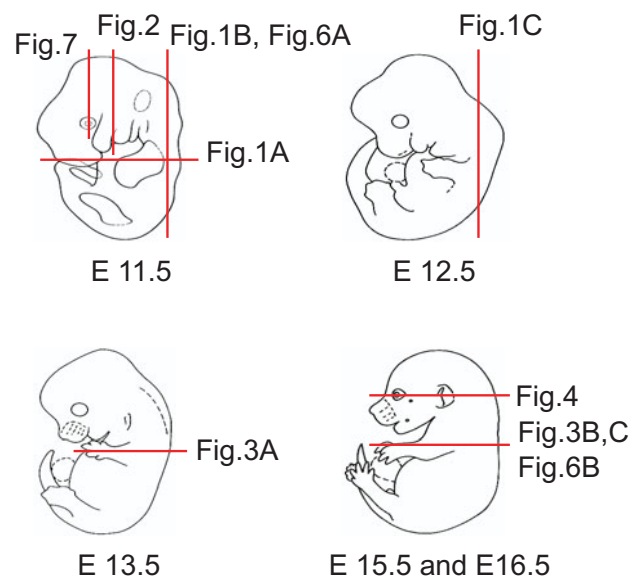 Fig.7
Fig.2
Fig.1B, Fig.6A
Fig.1C
Fig.1A
E 11.5
E 12.5
Fig.3A
Fig.4
Fig.3B,C
Fig.6B
E 13.5
E 15.5 and E16.5